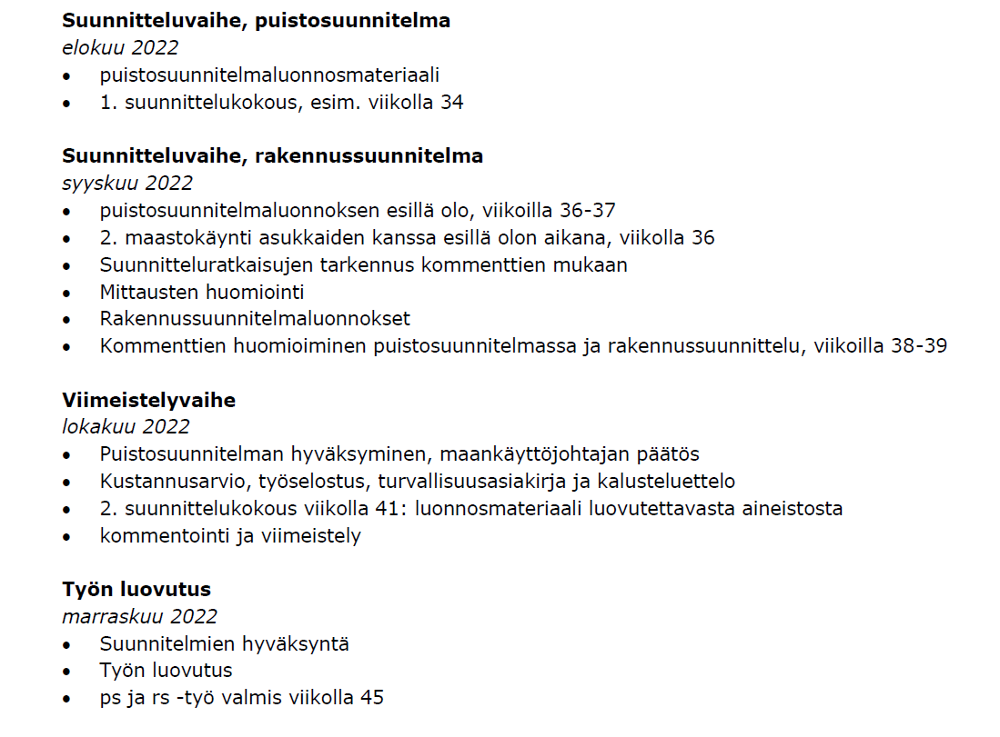 Suunnitteluvaihe, puistosuunnitelma
elokuu 2022
• puistosuunnitelmaluonnosmateriaali
• 1. suunnittelukokous, esim. viikolla 34
Suunnitteluvaihe, rakennussuunnitelma
syyskuu 2022
• puistosuunnitelmaluonnoksen esillä olo, viikoilla 36-37
• 2. maastokäynti asukkaiden kanssa esillä olon aikana, viikolla 36
• Suunnitteluratkaisujen tarkennus kommenttien mukaan
• Mittausten huomiointi
• Rakennussuunnitelmaluonnokset
• Kommenttien huomioiminen puistosuunnitelmassa ja rakennussuunnittelu, viikoilla 38-39
Viimeistelyvaihe
lokakuu 2022
• Puistosuunnitelman hyväksyminen, maankäyttöjohtajan päätös
• Kustannusarvio, työselostus, turvallisuusasiakirja ja kalusteluettelo
• 2. suunnittelukokous viikolla 41: luonnosmateriaali luovutettavasta aineistosta
• kommentointi ja viimeistely
Työn luovutus
marraskuu 2022
• Suunnitelmien hyväksyntä
• Työn luovutus
• ps ja rs -työ valmis viikolla 45